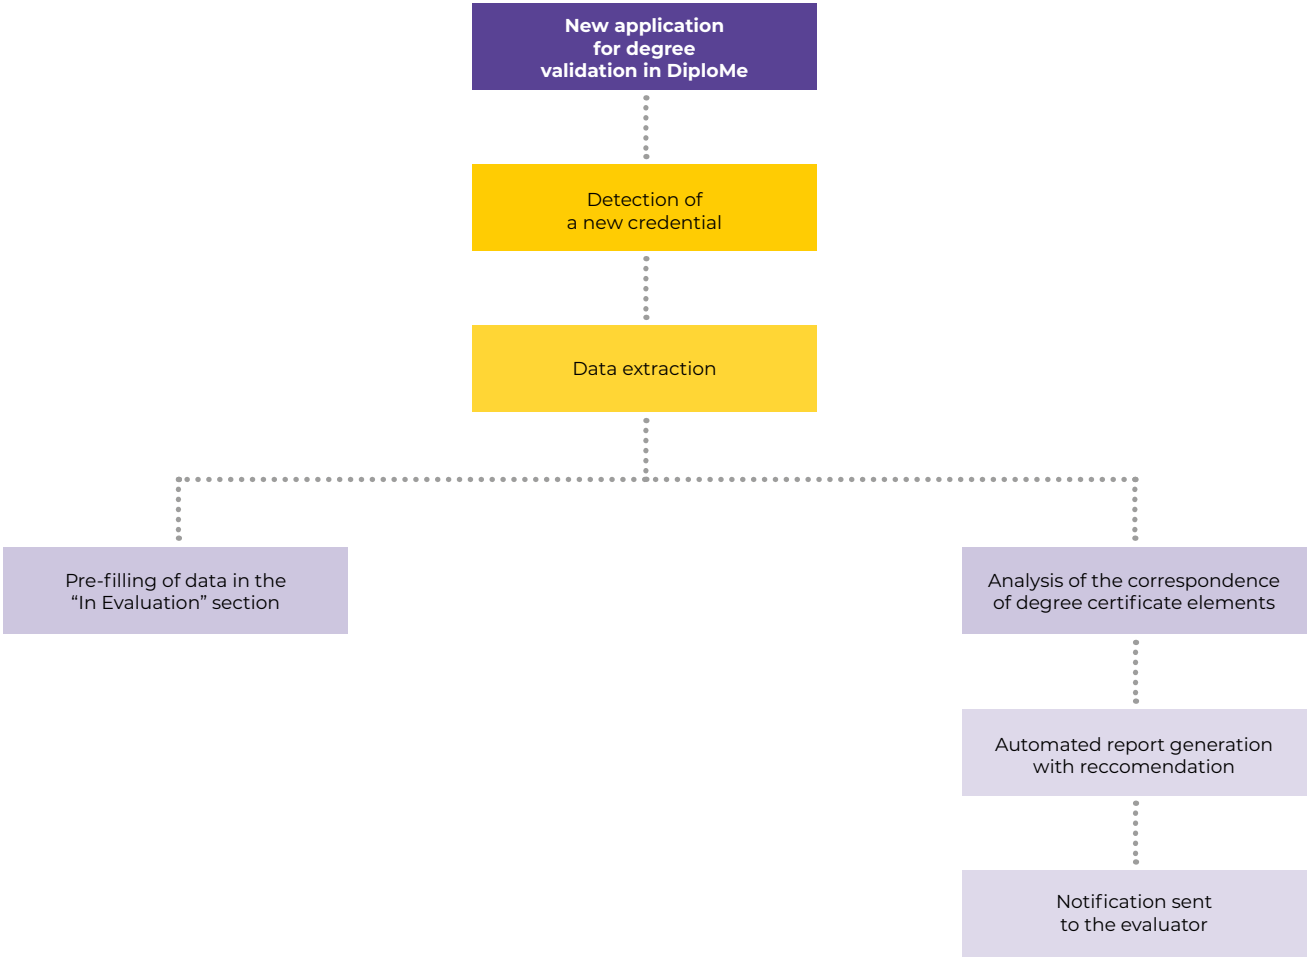 New application
for degree
validation in DiploMe
Detection of
a new credential
Data extraction
Pre-filling of data in the
“In Evaluation” section
Analysis of the correspondence
of degree certificate elements
Automated report generation
with reccomendation
Notification sent
to the evaluator